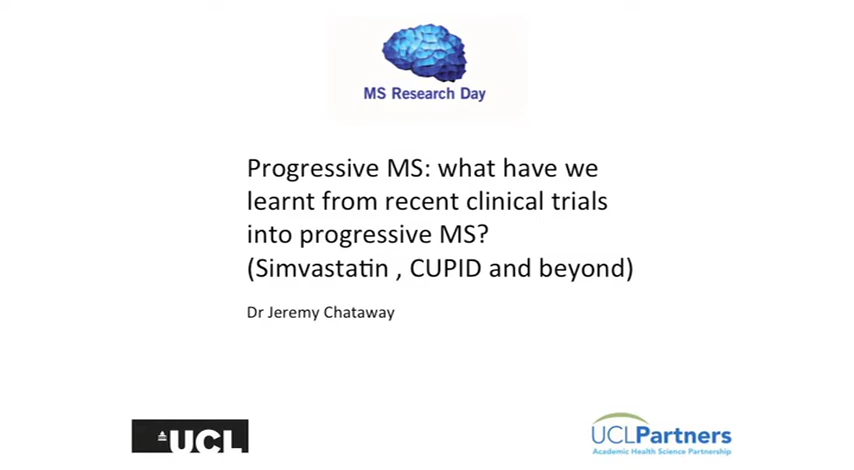 MS Research Day
Progressive MS: what have we
learnt from recent clinical trials
into progressive MS?
(Simvastatin , CUPID and beyond)
Dr Jeremy Chataway
UCL
UCLPartners
Academic Health Science Partnership